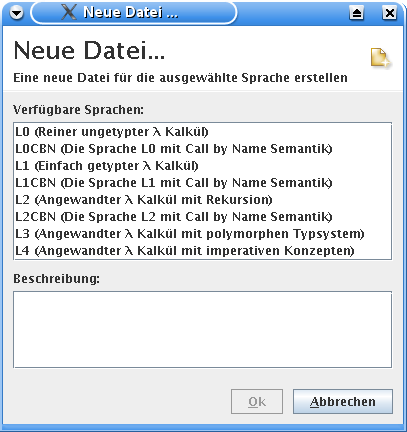 Neue Datei ...
Neue Datei...
Eine neue Datei für die ausgewählte Sprache erstellen
Verfügbare Sprachen:
L0 (Reiner ungetypter λ Kalkül)
L0CBN (Die Sprache L0 mit Call by Name Semantik)
L1 (Einfach getypter λ Kalkül)
L1CBN (Die Sprache L1 mit Call by Name Semantik)
L2 (Angewandter λ Kalkül mit Rekursion)
L2CBN (Die Sprache L2 mit Call by Name Semantik)
L3 (Angewandter λ Kalkül mit polymorphen Typsystem)
L4 (Angewandter λ Kalkül mit imperativen Konzepten)
Beschreibung:
Ok Abbrechen